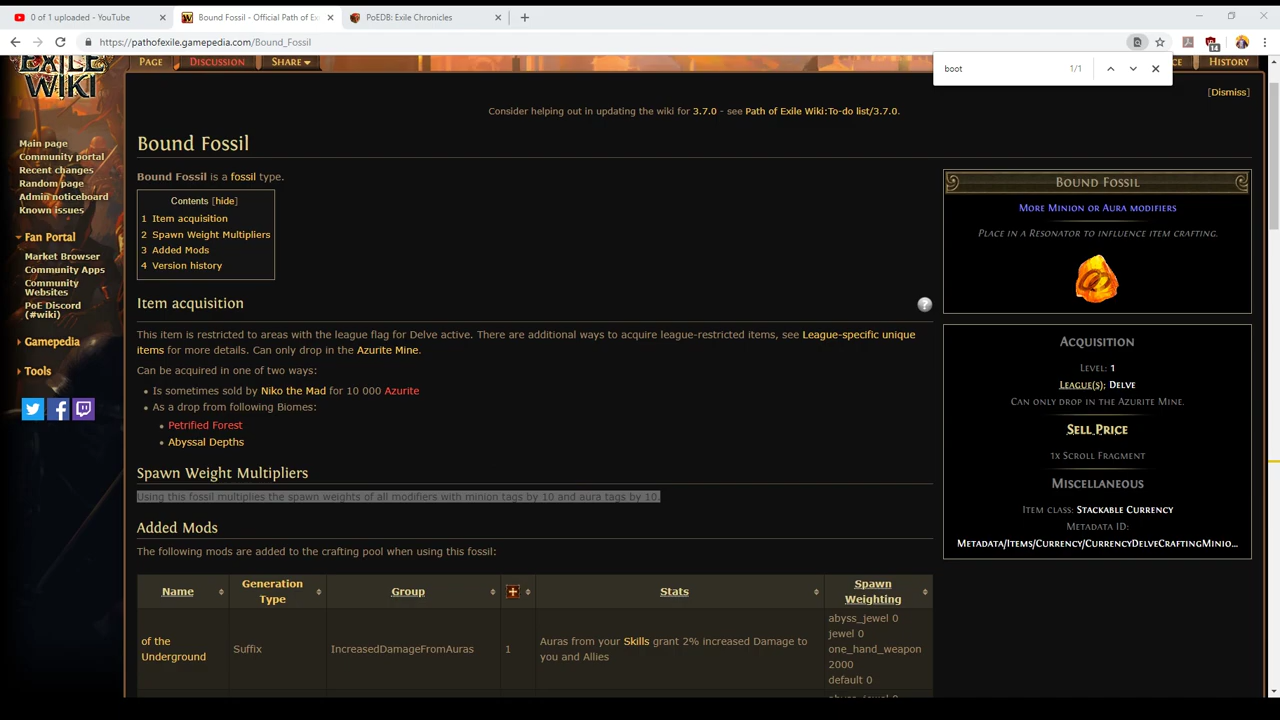 0 of 1 uploaded - YouTube
Bound Fossil - Official Path of Ex
PoEDB: Exile Chronicles
https://pathofexile.gamepedia.com/Bound_Fossil
14
boot
1/1
EXILE
WIKI
PAGE
DISCUSSION
SHARE
HISTORY
[Dismiss]
Consider helping out in updating the wiki for 3.7.0 - see Path of Exile Wiki:To-do list/3.7.0.
Main page
Community portal
Recent changes
Random page
Admin noticeboard
Known issues
Fan Portal
Market Browser
Community Apps
Community
Websites
PoE Discord
(#wiki)
Gamepedia
Tools
Bound Fossil
Bound Fossil is a fossil type.
Contents [hide]
1 Item acquisition
2 Spawn Weight Multipliers
3 Added Mods
4 Version history
Item acquisition
?
This item is restricted to areas with the league flag for Delve active. There are additional ways to acquire league-restricted items, see League-specific unique
items for more details. Can only drop in the Azurite Mine.
Can be acquired in one of two ways:
Is sometimes sold by Niko the Mad for 10 000 Azurite
As a drop from following Biomes:
Petrified Forest
Abyssal Depths
Spawn Weight Multipliers
Using this fossil multiplies the spawn weights of all modifiers with minion tags by 10 and aura tags by 10.
Added Mods
The following mods are added to the crafting pool when using this fossil:
Name
Generation
Type
Group
Stats
Spawn
Weighting
of the
Underground
Suffix
IncreasedDamageFromAuras
1
Auras from your Skills grant 2% increased Damage to
you and Allies
abyss_jewel 0
jewel 0
one_hand_weapon
2000
default 0
BOUND FOSSIL
MORE MINION OR AURA MODIFIERS
PLACE IN A RESONATOR TO INFLUENCE ITEM CRAFTING.
ACQUISITION
LEVEL: 1
LEAGUE(S): DELVE
CAN ONLY DROP IN THE AZURITE MINE.
SELL PRICE
1X SCROLL FRAGMENT
MISCELLANEOUS
ITEM CLASS: STACKABLE CURRENCY
METADATA ID:
METADATA/ITEMS/CURRENCY/CURRENCYDELVECRAFTINGMINIO...